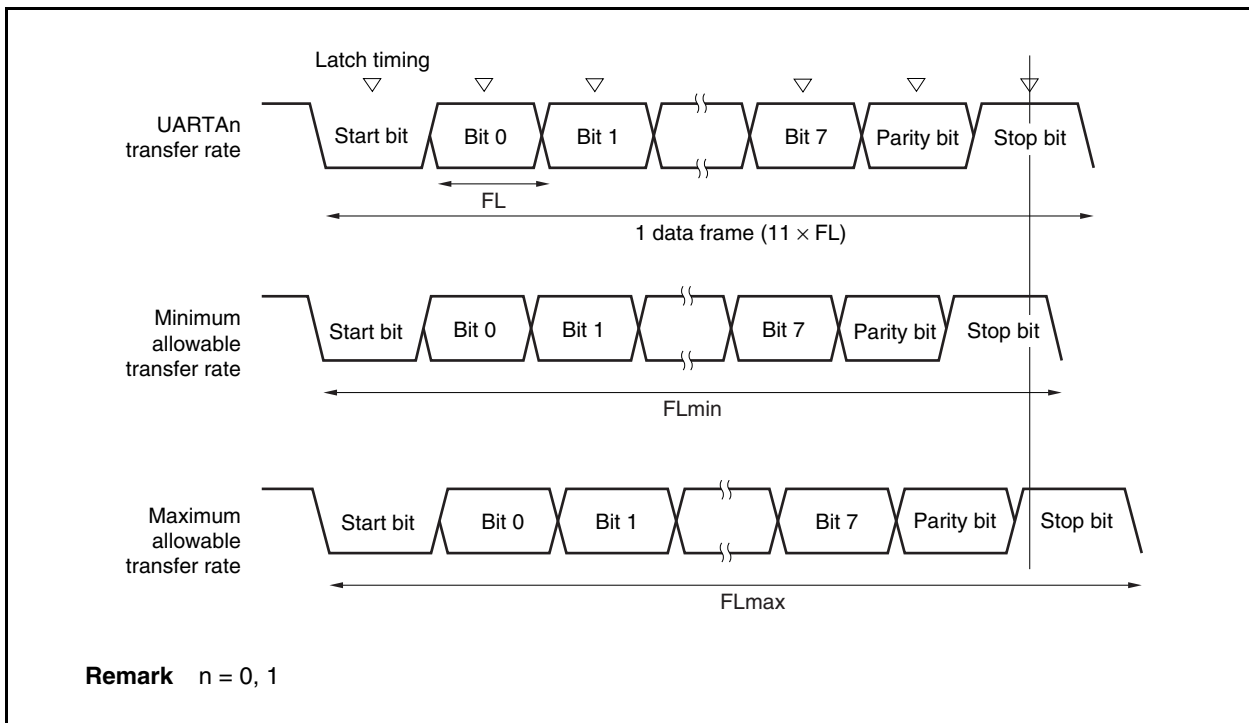 Latch timing
UARTAn
transfer rate
Start bit
Bit 0
Bit 1
Bit 7
Parity bit
Stop bit
FL
1 data frame (11 × FL)
Minimum
allowable
transfer rate
Start bit
Bit 0
Bit 1
Bit 7
Parity bit
Stop bit
FLmin
Maximum
allowable
transfer rate
Start bit
Bit 0
Bit 1
Bit 7
Parity bit
Stop bit
FLmax
Remark n = 0, 1